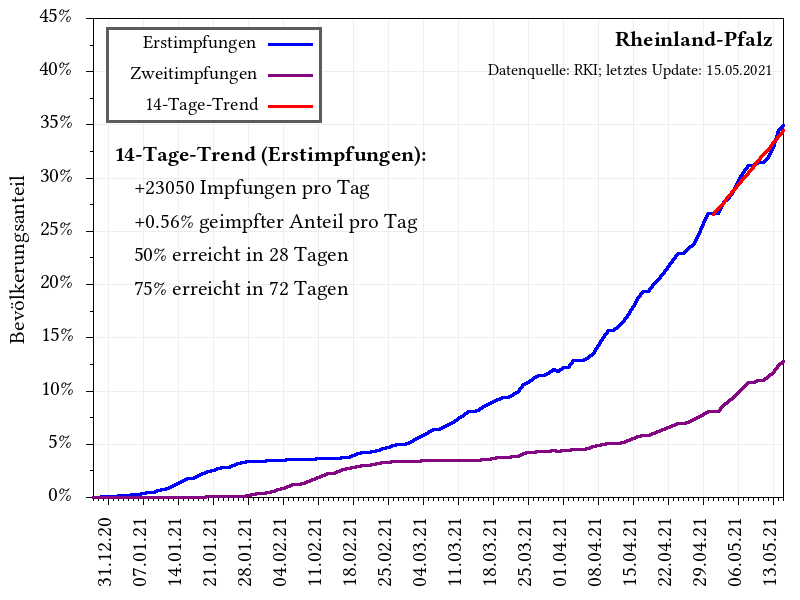 45%
40%
35%
30%
25%
20%
15%
10%
5%
0%
Bevölkerungsanteil
Erstimpfungen
Zweitimpfungen
14-Tage-Trend
Rheinland-Pfalz
Datenquelle: RKI; letztes Update: 15.05.2021
14-Tage-Trend (Erstimpfungen):
+23050 Impfungen pro Tag
+0.56% geimpfter Anteil pro Tag
50% erreicht in 28 Tagen
75% erreicht in 72 Tagen
31.12.20
07.01.21
14.01.21
21.01.21
28.01.21
04.02.21
11.02.21
18.02.21
25.02.21
04.03.21
11.03.21
18.03.21
25.03.21
01.04.21
08.04.21
15.04.21
22.04.21
29.04.21
06.05.21
13.05.21